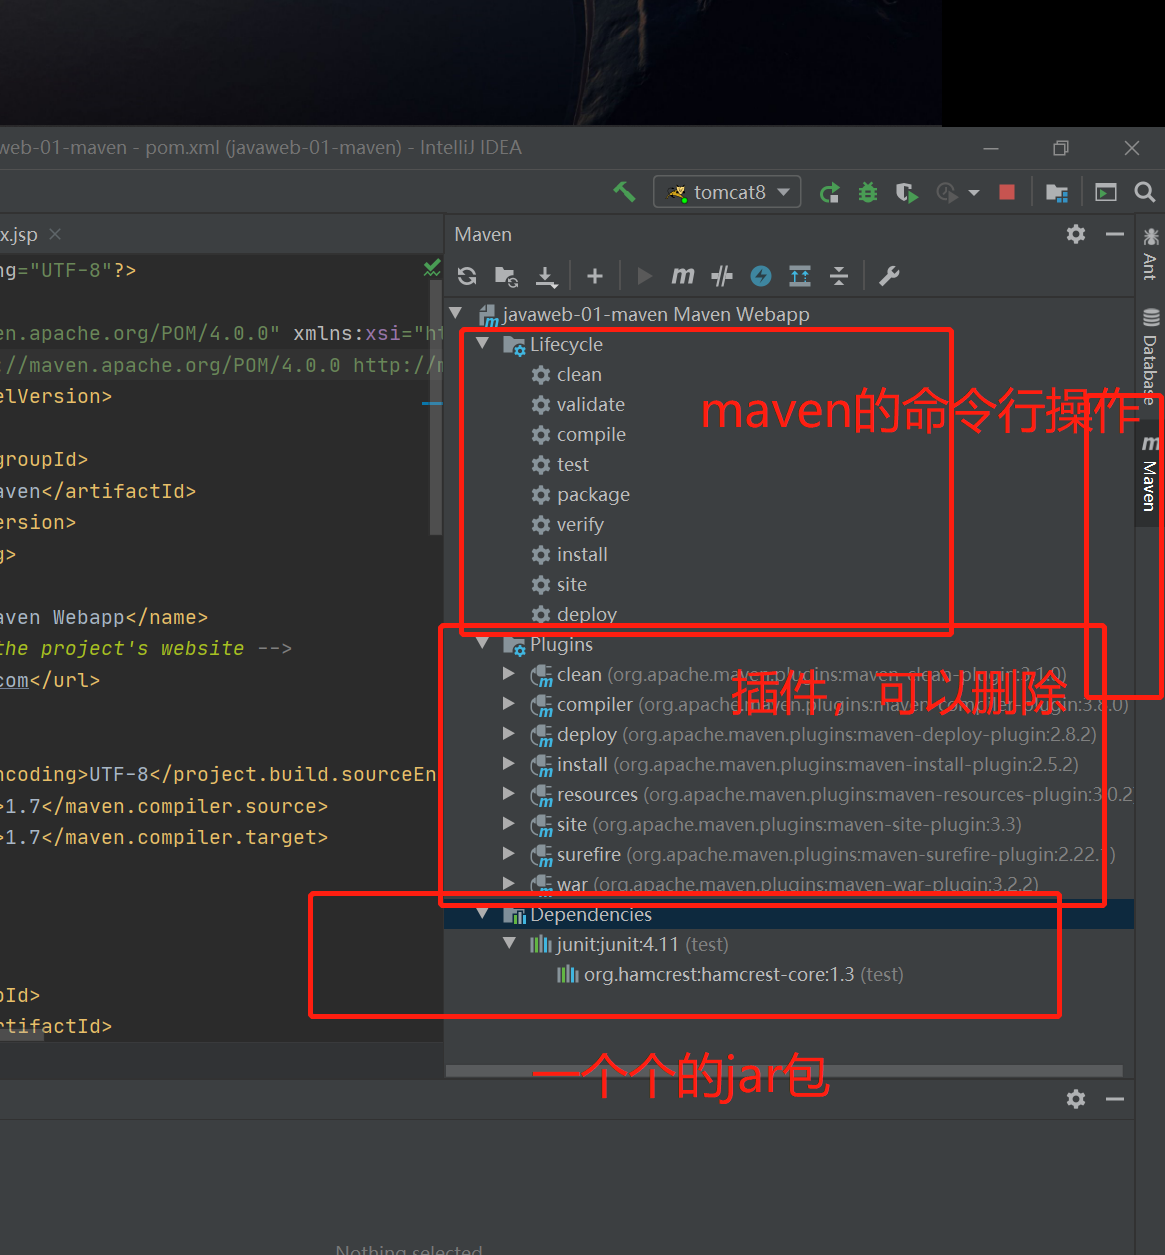 web-01-maven - pom.xml (javaweb-01-maven) - IntelliJ IDEA
tomcat8
x.jsp
Maven
Ant
Database
Maven
ng="UTF-8"?>
en.apache.org/POM/4.0.0" xmlns:xsi="ht
://maven.apache.org/POM/4.0.0 http://m
elVersion>
groupId>
aven</artifactId>
ersion>
g>
aven Webapp</name>
the project's website -->
com</url>
ncoding>UTF-8</project.build.sourceEn
>1.7</maven.compiler.source>
>1.7</maven.compiler.target>
pId>
rtifactId>
javaweb-01-maven Maven Webapp
Lifecycle
clean
validate
compile
test
package
verify
install
site
deploy
maven的命令行操作
Plugins
clean (org.apache.maven.plugins:maven-clean-plugin:3.1.0)
compiler (org.apache.maven.plugins:maven-compiler-plugin:3.8.0)
deploy (org.apache.maven.plugins:maven-deploy-plugin:2.8.2)
install (org.apache.maven.plugins:maven-install-plugin:2.5.2)
resources (org.apache.maven.plugins:maven-resources-plugin:3.0.2
site (org.apache.maven.plugins:maven-site-plugin:3.3)
surefire (org.apache.maven.plugins:maven-surefire-plugin:2.22.1)
war (org.apache.maven.plugins:maven-war-plugin:3.2.2)
插件，可以删除
Dependencies
junit:junit:4.11 (test)
org.hamcrest:hamcrest-core:1.3 (test)
一个个的jar包
Nothing selected